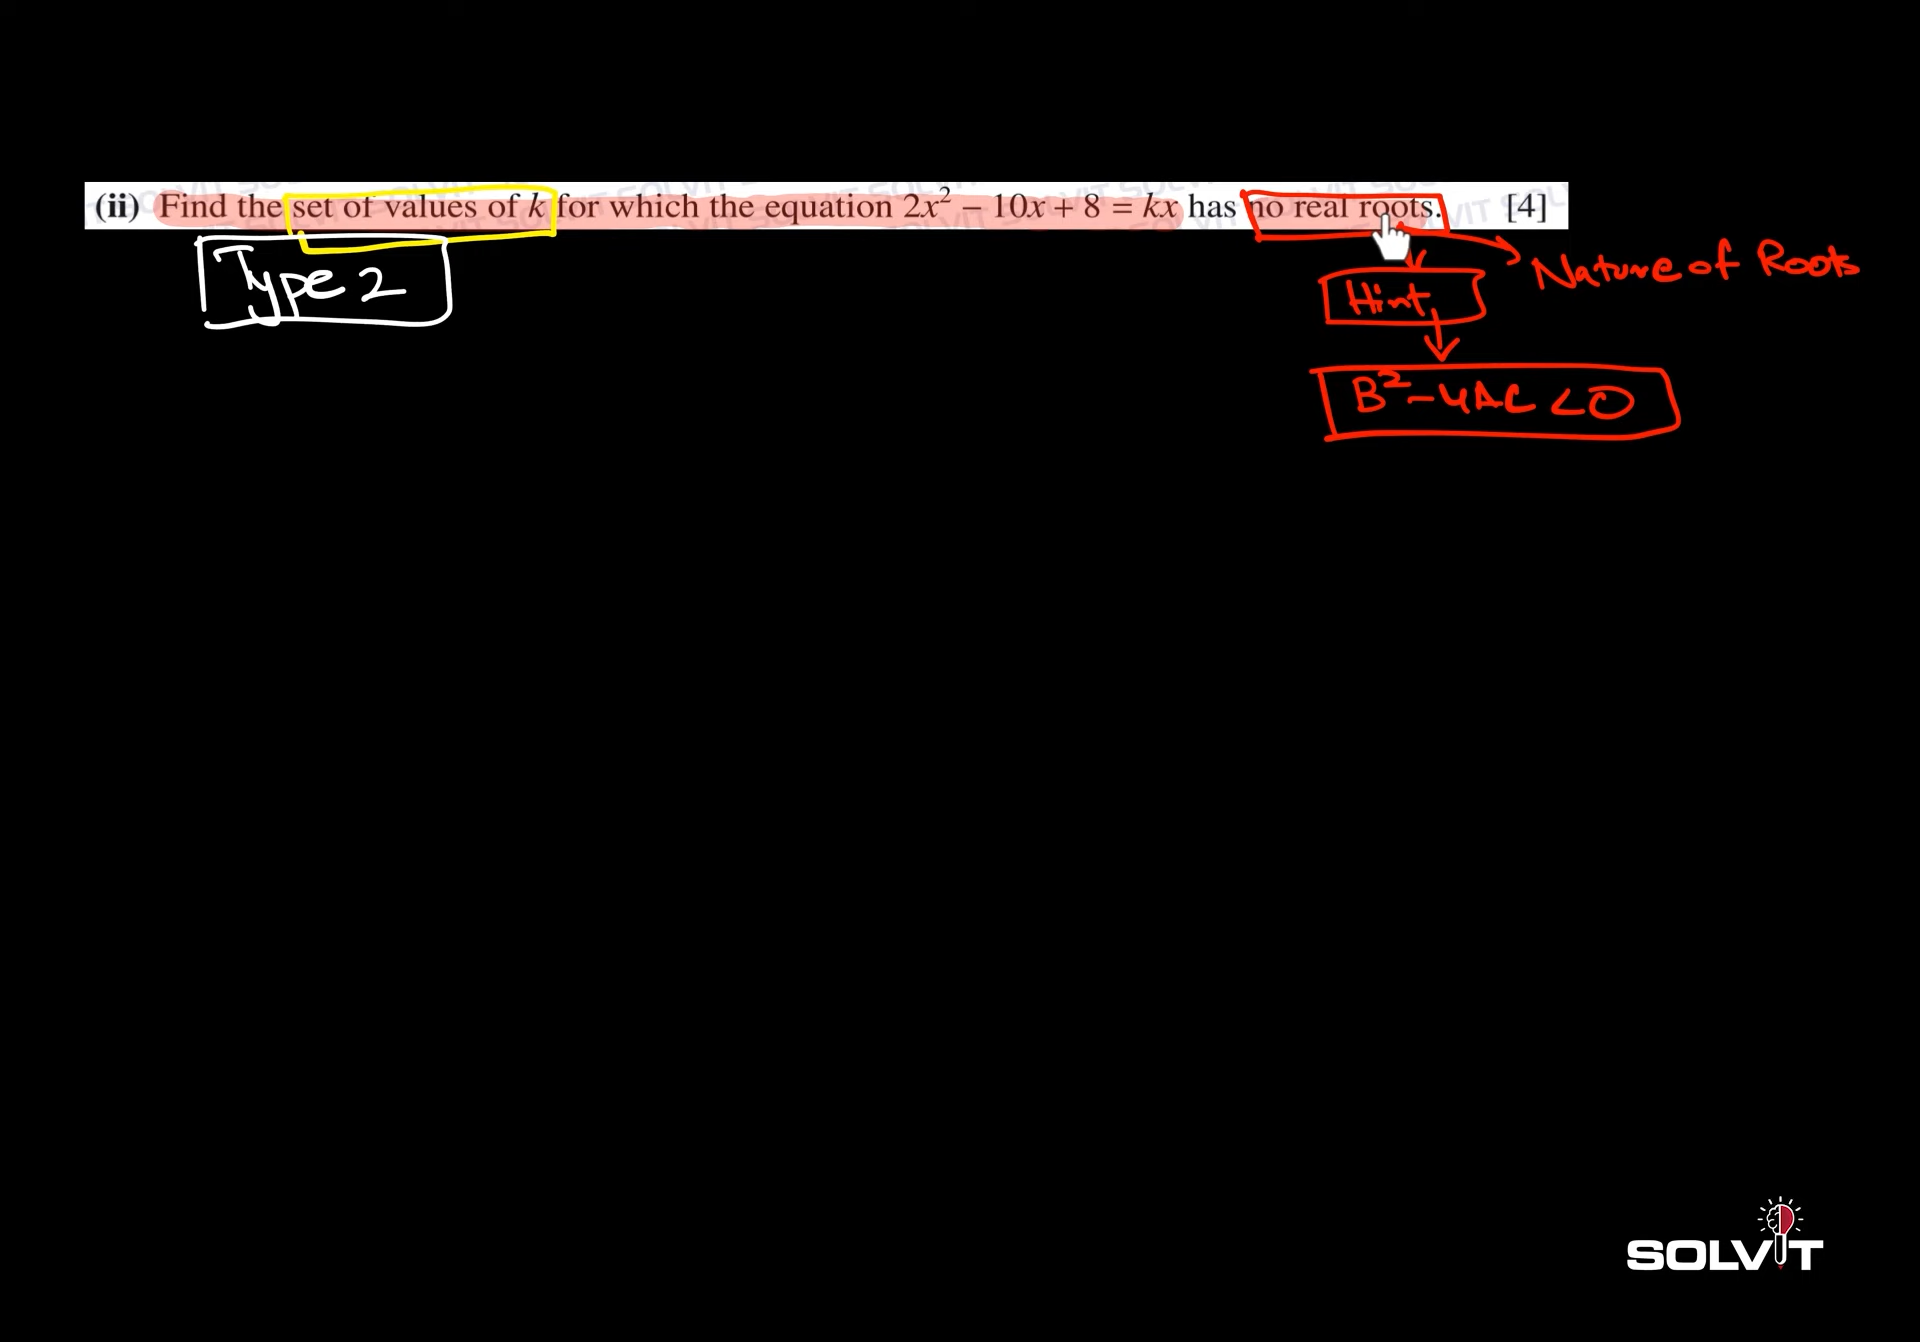 (ii) Find the set of values of k for which the equation 2x² − 10x + 8 = kx has no real roots. [4]
Type 2
Nature of Roots
Hint
B² − 4AC < 0
SOLVIT